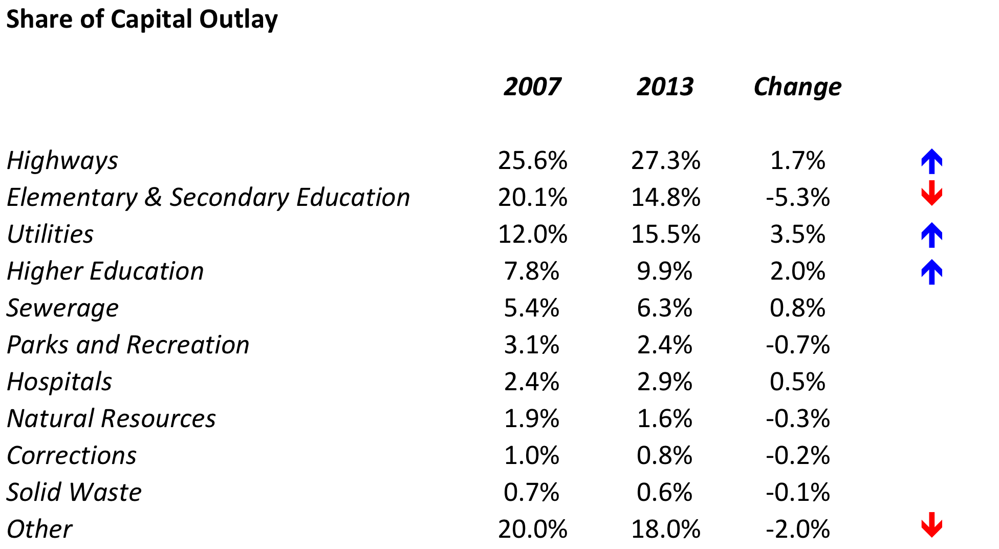 Share of Capital Outlay
2007 2013 Change
Highways 25.6% 27.3% 1.7% ↑
Elementary & Secondary Education 20.1% 14.8% -5.3% ↓
Utilities 12.0% 15.5% 3.5% ↑
Higher Education 7.8% 9.9% 2.0% ↑
Sewerage 5.4% 6.3% 0.8%
Parks and Recreation 3.1% 2.4% -0.7%
Hospitals 2.4% 2.9% 0.5%
Natural Resources 1.9% 1.6% -0.3%
Corrections 1.0% 0.8% -0.2%
Solid Waste 0.7% 0.6% -0.1%
Other 20.0% 18.0% -2.0% ↓